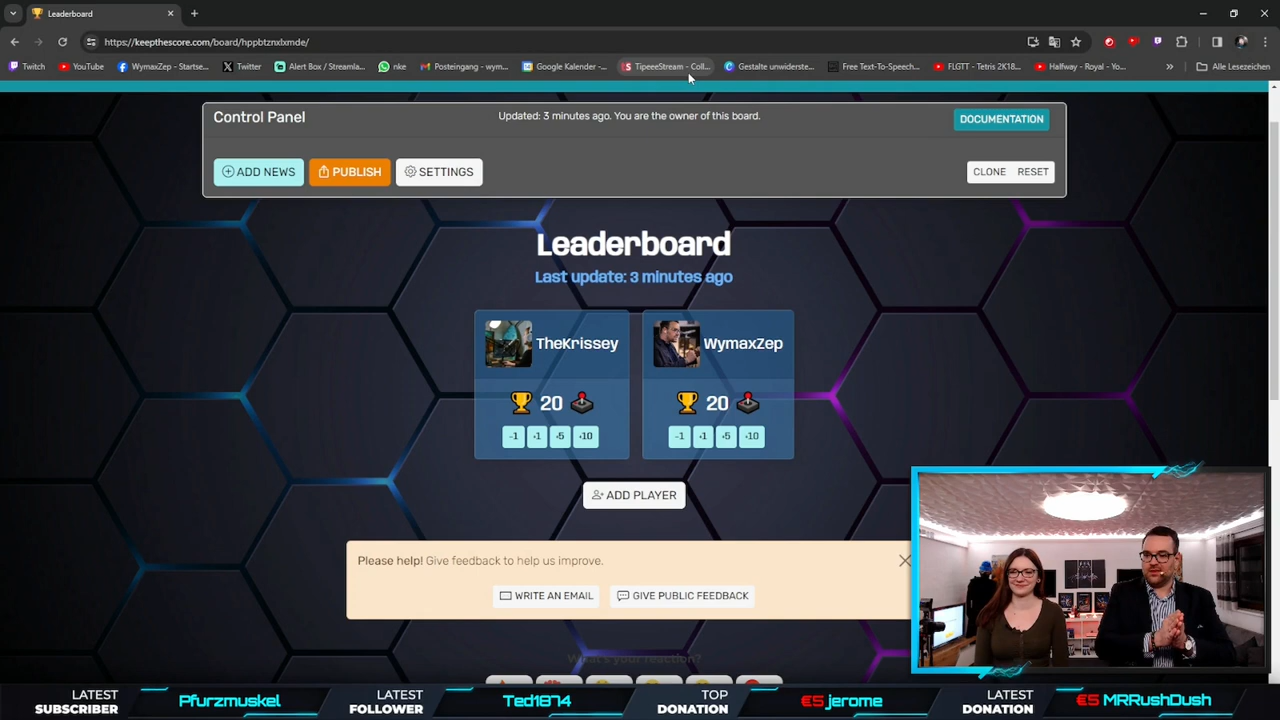 Leaderboard
https://keepthescore.com/board/hppbtznxlxmde/
Twitch
YouTube
WymaxZep - Startse...
Twitter
Alert Box / Streamla...
nke
Posteingang - wym...
Google Kalender -...
TipeeeStream - Coll...
Gestalte unwiderste...
Free Text-To-Speech...
FLGTT - Tetris 2K18...
Halfway - Royal - Yo...
»
Alle Lesezeichen
Control Panel
Updated: 3 minutes ago. You are the owner of this board.
DOCUMENTATION
ADD NEWS
PUBLISH
SETTINGS
CLONE
RESET
Leaderboard
Last update: 3 minutes ago
TheKrissey
20
-1 +1 +5 +10
WymaxZep
20
-1 +1 +5 +10
ADD PLAYER
Please help! Give feedback to help us improve.
WRITE AN EMAIL
GIVE PUBLIC FEEDBACK
What's your reaction?
LATEST
SUBSCRIBER
Pfurzmuskel
LATEST
FOLLOWER
Ted1874
TOP
DONATION
€5 jerome
LATEST
DONATION
€5 MRRushDush